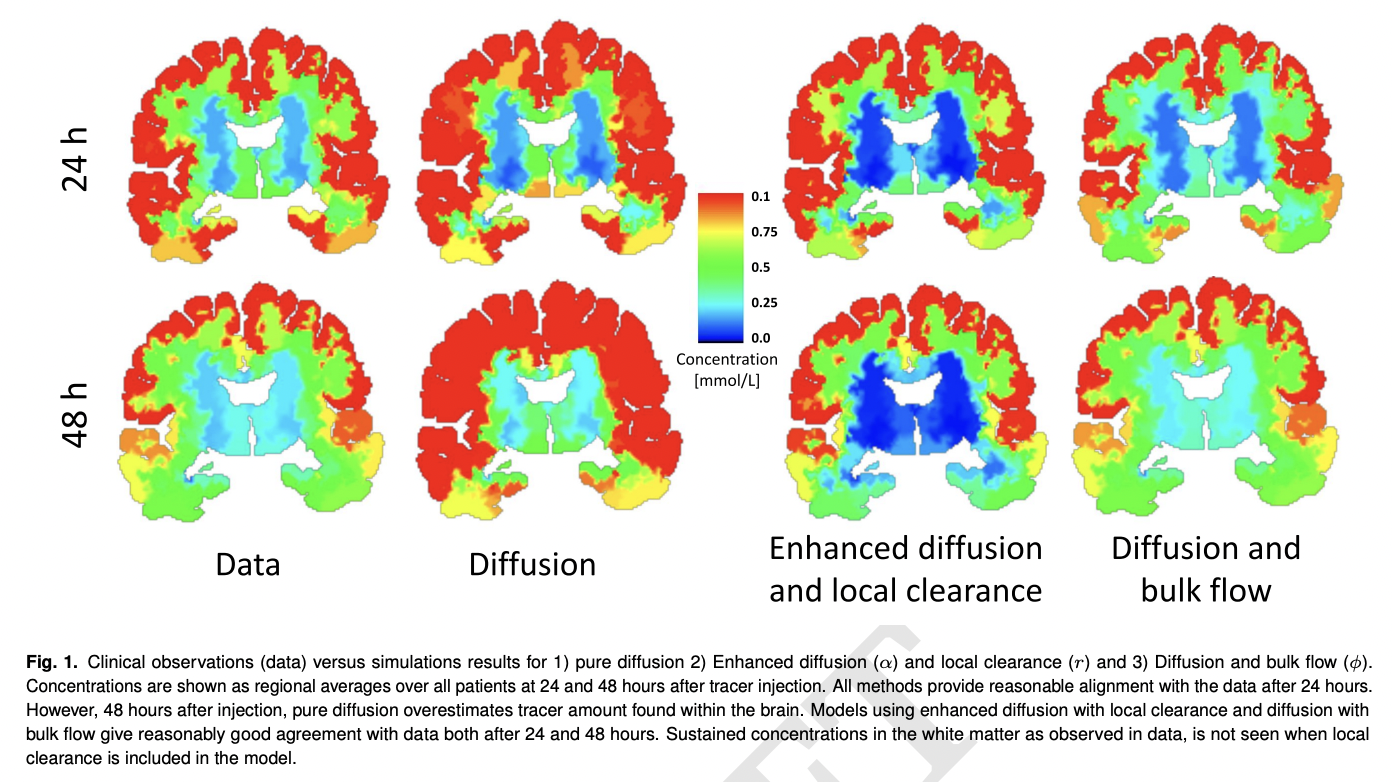 24 h
0.1
0.75
0.5
0.25
0.0
Concentration
[mmol/L]
48 h
Data
Diffusion
Enhanced diffusion
and local clearance
Diffusion and
bulk flow
Fig. 1. Clinical observations (data) versus simulations results for 1) pure diffusion 2) Enhanced diffusion (α) and local clearance (r) and 3) Diffusion and bulk flow (ϕ).
Concentrations are shown as regional averages over all patients at 24 and 48 hours after tracer injection. All methods provide reasonable alignment with the data after 24 hours.
However, 48 hours after injection, pure diffusion overestimates tracer amount found within the brain. Models using enhanced diffusion with local clearance and diffusion with
bulk flow give reasonably good agreement with data both after 24 and 48 hours. Sustained concentrations in the white matter as observed in data, is not seen when local
clearance is included in the model.